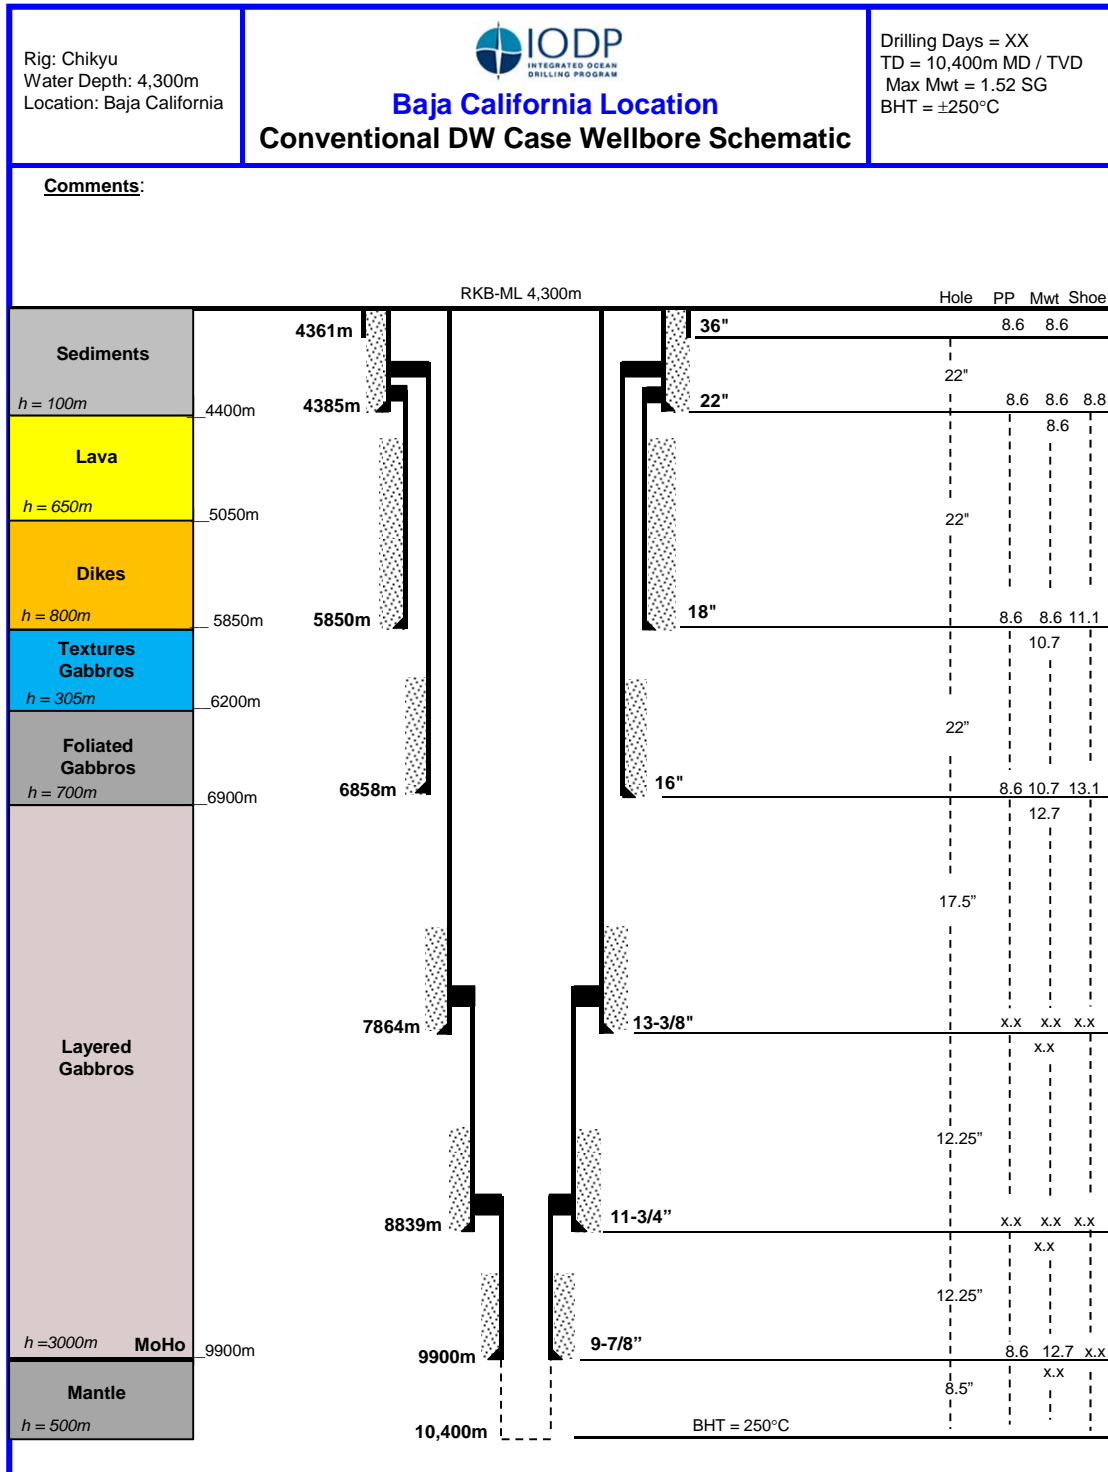 Rig: Chikyu
Water Depth: 4,300m
Location: Baja California
IODP
INTEGRATED OCEAN
DRILLING PROGRAM
Baja California Location
Conventional DW Case Wellbore Schematic
Drilling Days = XX
TD = 10,400m MD / TVD
Max Mwt = 1.52 SG
BHT = ±250°C
Comments:
RKB-ML 4,300m
Hole PP Mwt Shoe
4361m 36" 8.6 8.6
Sediments
22"
h = 100m
4400m
4385m 22" 8.6 8.6 8.8
8.6
Lava
h = 650m
5050m
22"
Dikes
h = 800m
5850m
5850m 18" 8.6 8.6 11.1
10.7
Textures
Gabbros
h = 305m
6200m
22”
Foliated
Gabbros
h = 700m
6900m
6858m 16" 8.6 10.7 13.1
12.7
17.5”
7864m 13-3/8" x.x x.x x.x
x.x
Layered
Gabbros
12.25”
8839m 11-3/4” x.x x.x x.x
x.x
12.25”
h =3000m MoHo
9900m
9900m 9-7/8” 8.6 12.7 x.x
x.x
Mantle
8.5”
h = 500m
10,400m BHT = 250°C